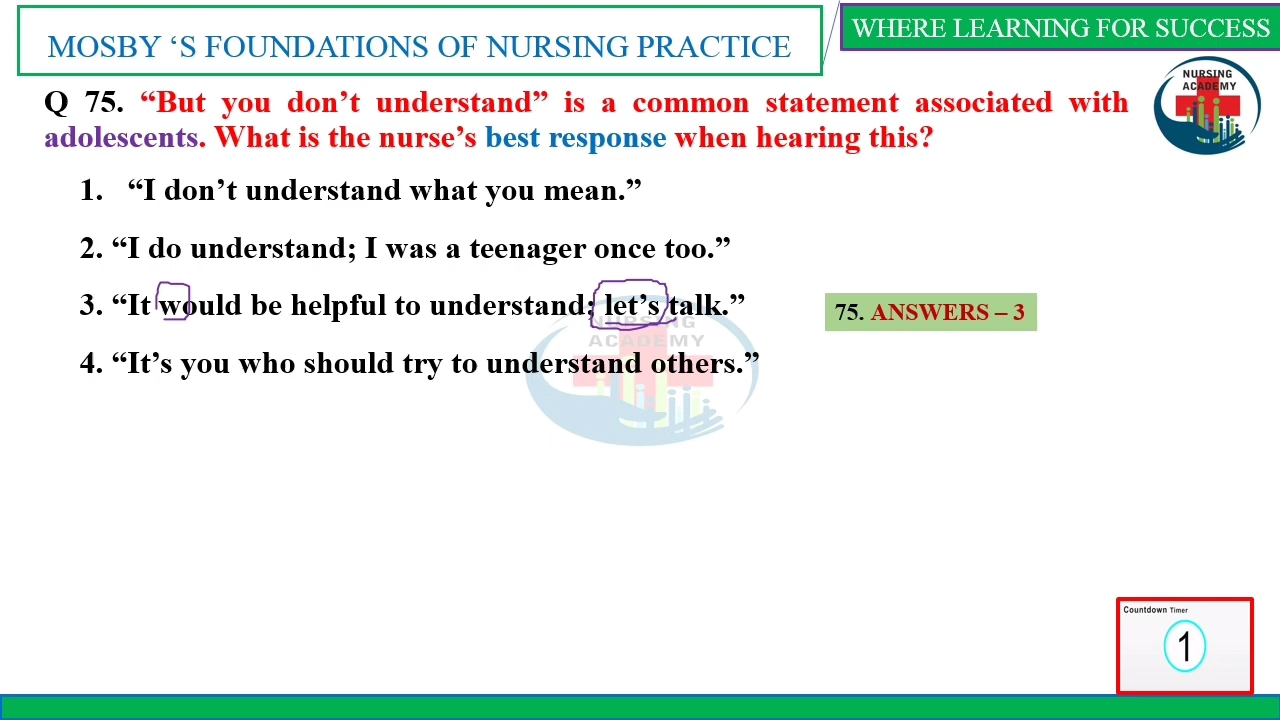 MOSBY ‘S FOUNDATIONS OF NURSING PRACTICE
WHERE LEARNING FOR SUCCESS
NURSING
ACADEMY
Q 75. “But you don’t understand” is a common statement associated with
adolescents. What is the nurse’s best response when hearing this?
1. “I don’t understand what you mean.”
2. “I do understand; I was a teenager once too.”
3. “It would be helpful to understand; let’s talk.”
75. ANSWERS – 3
NURSING
ACADEMY
4. “It’s you who should try to understand others.”
Countdown Timer
1